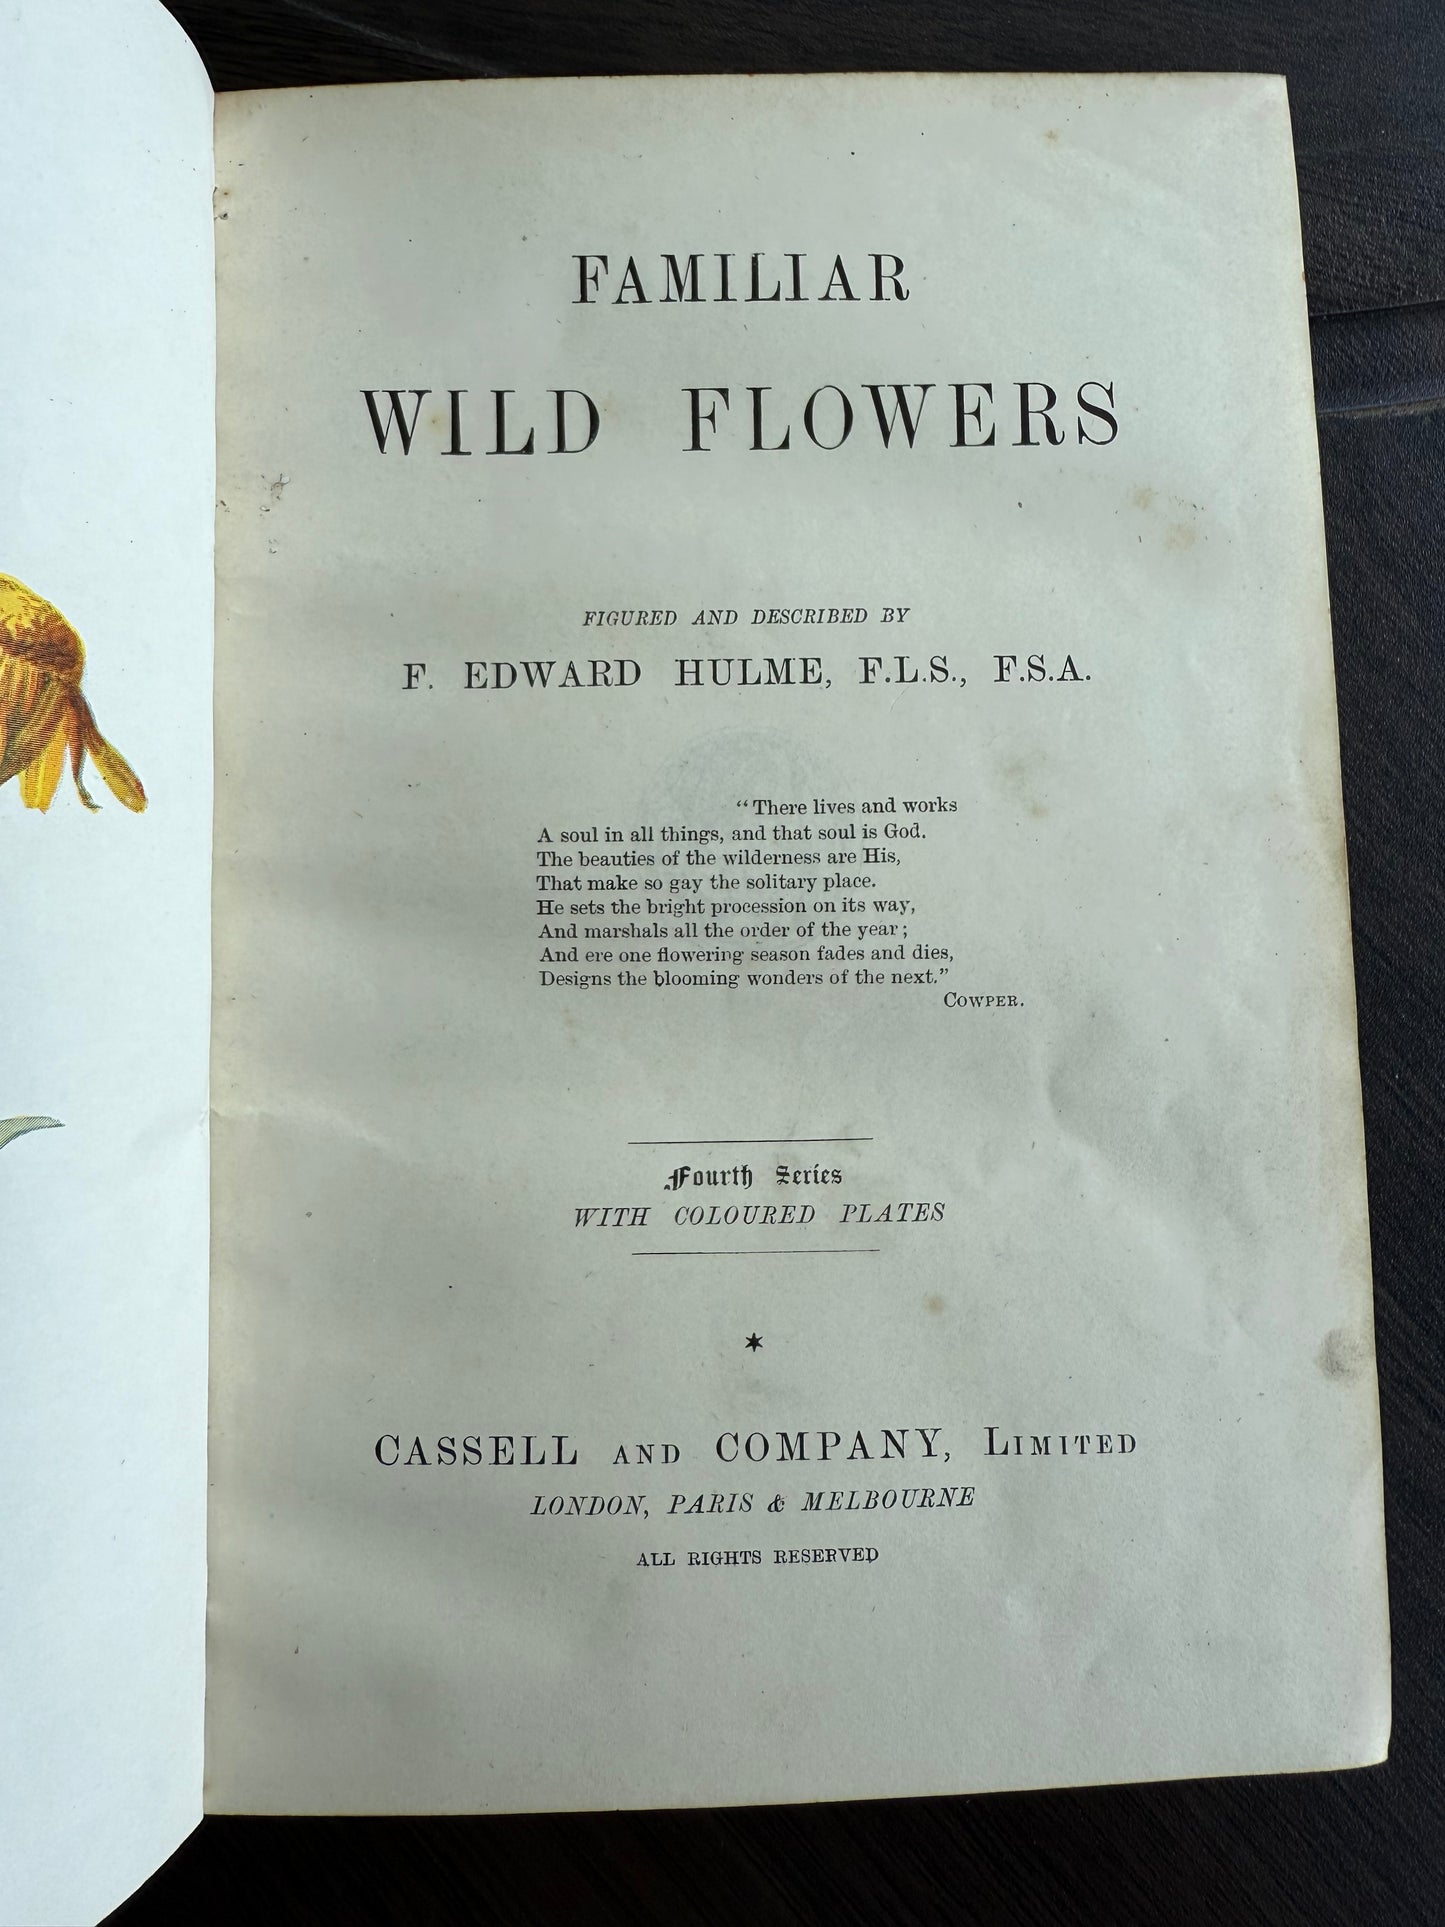 FAMILIAR
WILD FLOWERS
FIGURED AND DESCRIBED BY
F. EDWARD HULME, F.L.S., F.S.A.
“There lives and works
A soul in all things, and that soul is God.
The beauties of the wilderness are His,
That make so gay the solitary place.
He sets the bright procession on its way,
And marshals all the order of the year;
And ere one flowering season fades and dies,
Designs the blooming wonders of the next.”
COWPER.
Fourth Series
WITH COLOURED PLATES
CASSELL AND COMPANY, LIMITED
LONDON, PARIS & MELBOURNE
ALL RIGHTS RESERVED